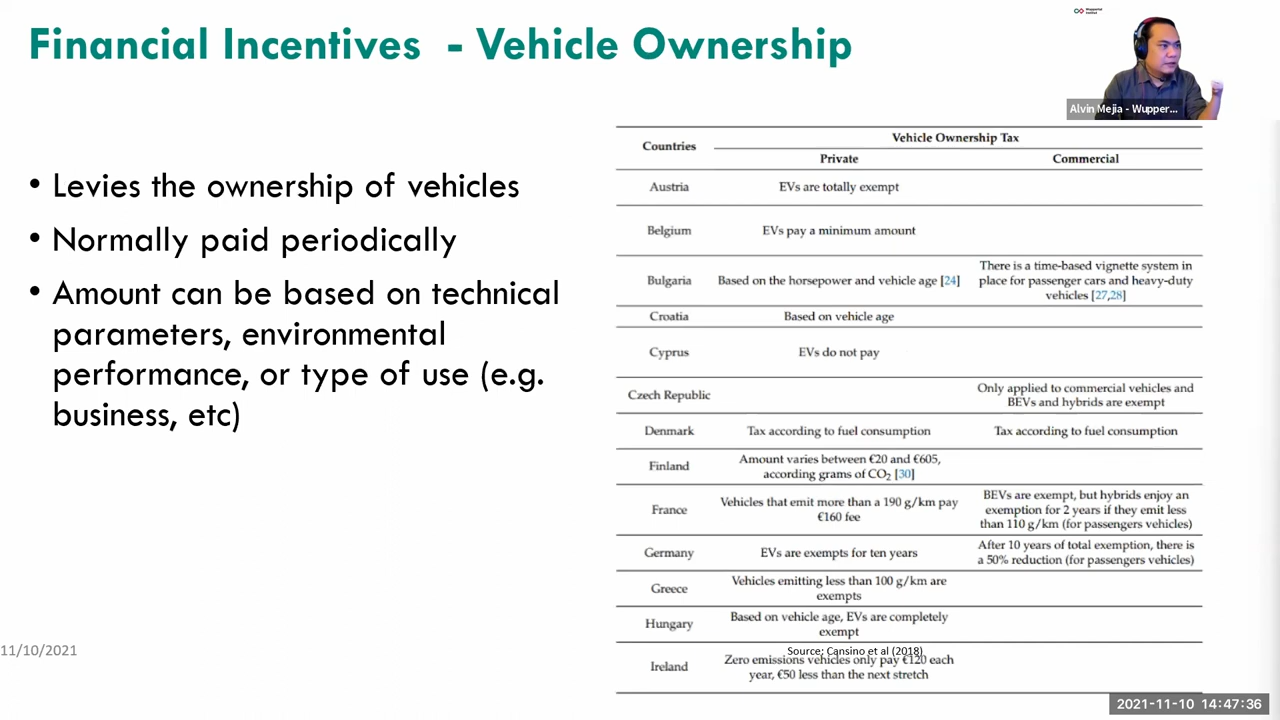 Financial Incentives - Vehicle Ownership
Wuppertal
Institut
Alvin Mejia - Wupper...
• Levies the ownership of vehicles
• Normally paid periodically
• Amount can be based on technical
parameters, environmental
performance, or type of use (e.g.
business, etc)
Countries
Vehicle Ownership Tax
Private Commercial
Austria EVs are totally exempt
Belgium EVs pay a minimum amount
Bulgaria Based on the horsepower and vehicle age [24]
There is a time-based vignette system in
place for passenger cars and heavy-duty
vehicles [27,28]
Croatia Based on vehicle age
Cyprus EVs do not pay
Czech Republic
Only applied to commercial vehicles and
BEVs and hybrids are exempt
Denmark Tax according to fuel consumption Tax according to fuel consumption
Finland
Amount varies between €20 and €605,
according grams of CO₂ [30]
France
Vehicles that emit more than a 190 g/km pay
€160 fee
BEVs are exempt, but hybrids enjoy an
exemption for 2 years if they emit less
than 110 g/km (for passengers vehicles)
Germany EVs are exempts for ten years
After 10 years of total exemption, there is
a 50% reduction (for passengers vehicles)
Greece
Vehicles emitting less than 100 g/km are
exempts
Hungary
Based on vehicle age, EVs are completely
exempt
Ireland
Zero emissions vehicles only pay €120 each
year, €50 less than the next stretch
Source: Cansino et al (2018)
11/10/2021
2021-11-10 14:47:36